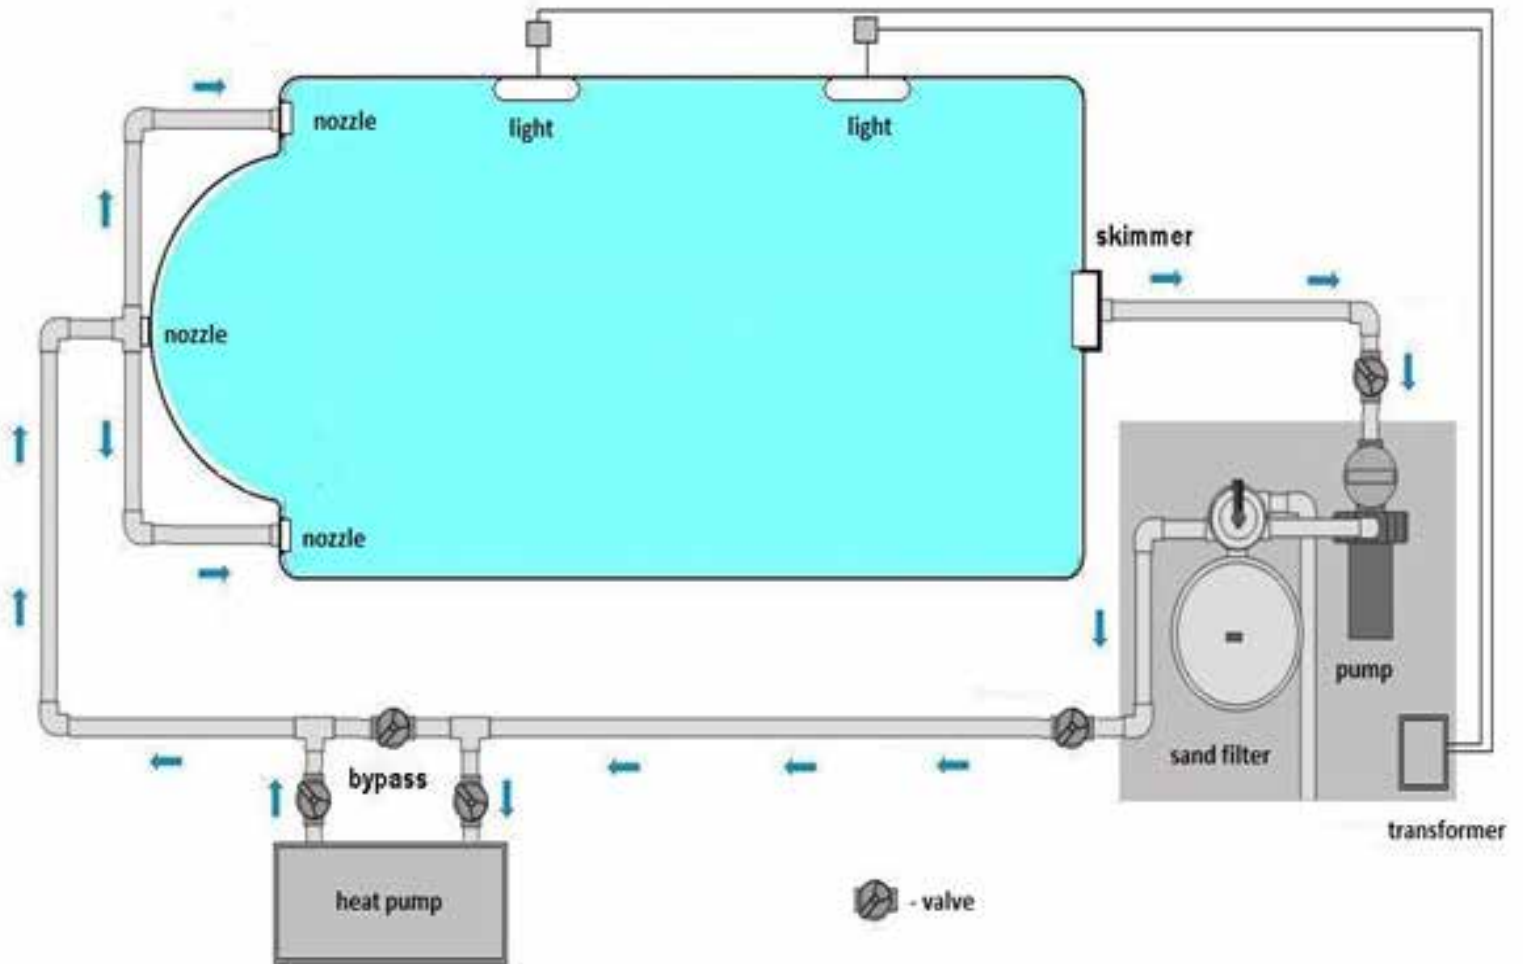 nozzle
light
light
skimmer
nozzle
nozzle
pump
sand filter
bypass
transformer
heat pump
- valve